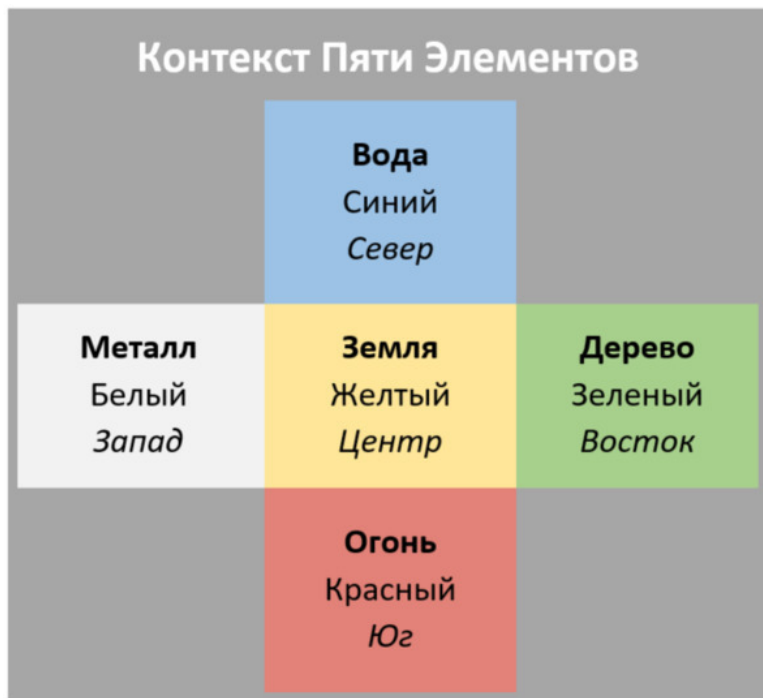 Контекст Пяти Элементов
Вода
Синий
Север
Металл
Белый
Запад
Земля
Желтый
Центр
Дерево
Зеленый
Восток
Огонь
Красный
Юг